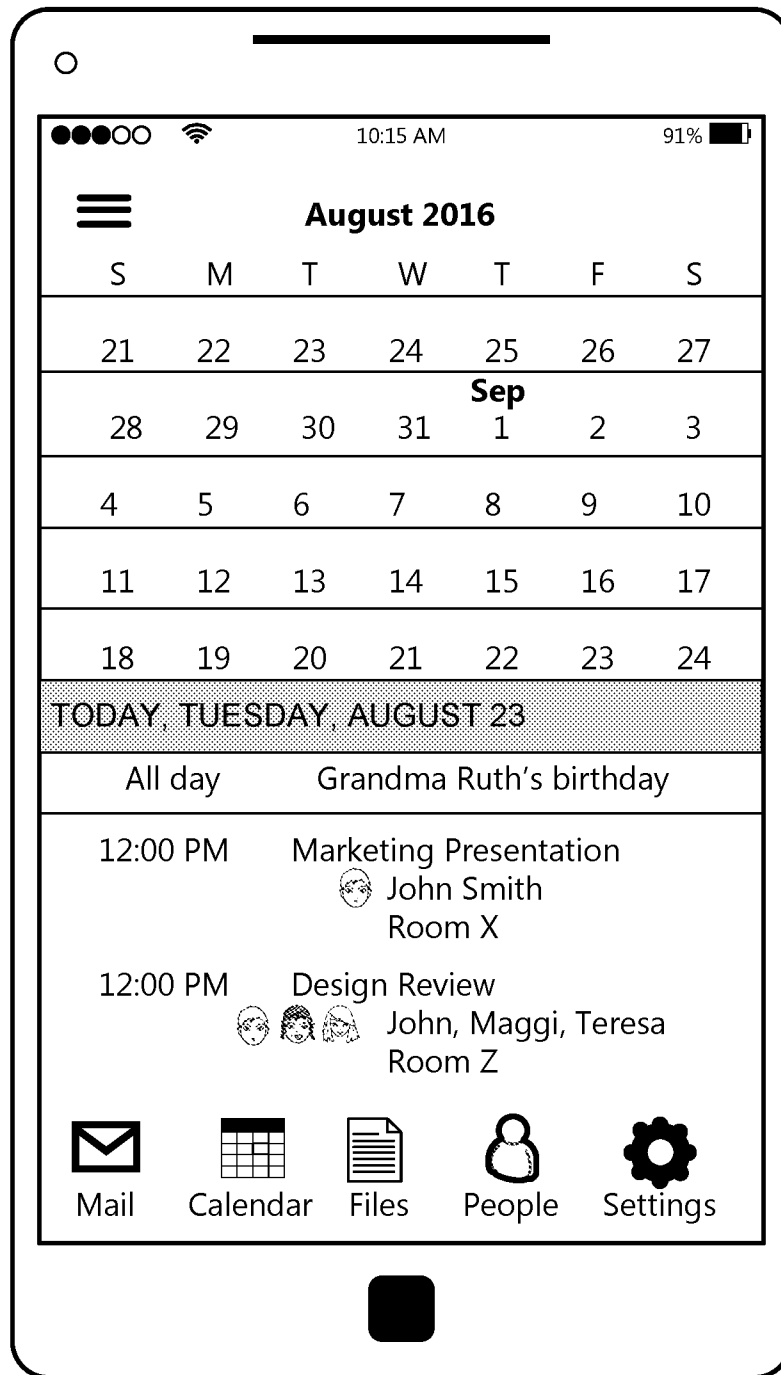 10:15 AM 91%
August 2016
S M T W T F S
21 22 23 24 25 26 27
Sep
28 29 30 31 1 2 3
4 5 6 7 8 9 10
11 12 13 14 15 16 17
18 19 20 21 22 23 24
TODAY, TUESDAY, AUGUST 23
All day Grandma Ruth's birthday
12:00 PM Marketing Presentation
John Smith
Room X
12:00 PM Design Review
John, Maggi, Teresa
Room Z
Mail Calendar Files People Settings